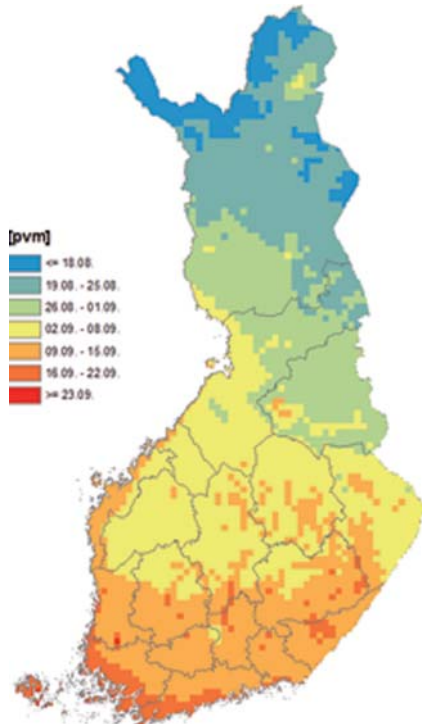 [pvm]
<= 18.08.
19.08. - 25.08.
26.08. - 01.09.
02.09. - 08.09.
09.09. - 15.09.
16.09. - 22.09.
>= 23.09.